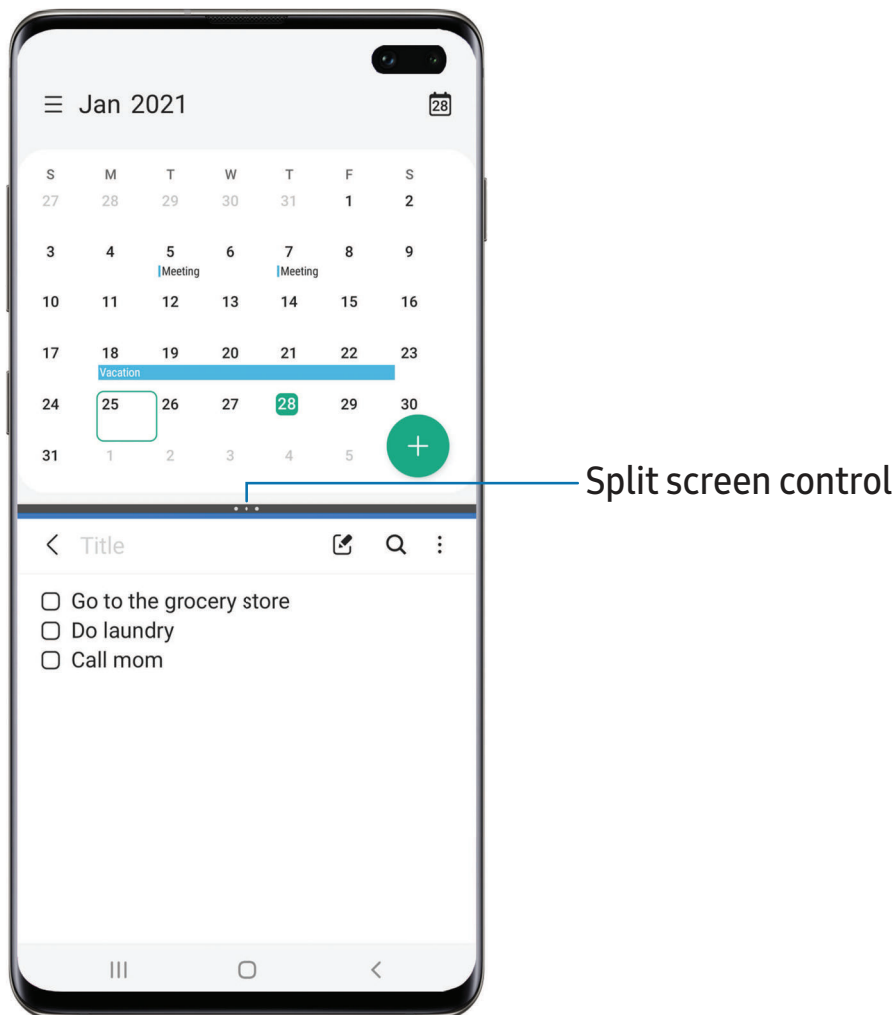 Jan 2021
28
S M T W T F S
27 28 29 30 31 1 2
3 4 5 6 7 8 9
Meeting Meeting
10 11 12 13 14 15 16
17 18 19 20 21 22 23
Vacation
24 25 26 27 28 29 30
31 1 2 3 4 5
Split screen control
Title
Go to the grocery store
Do laundry
Call mom